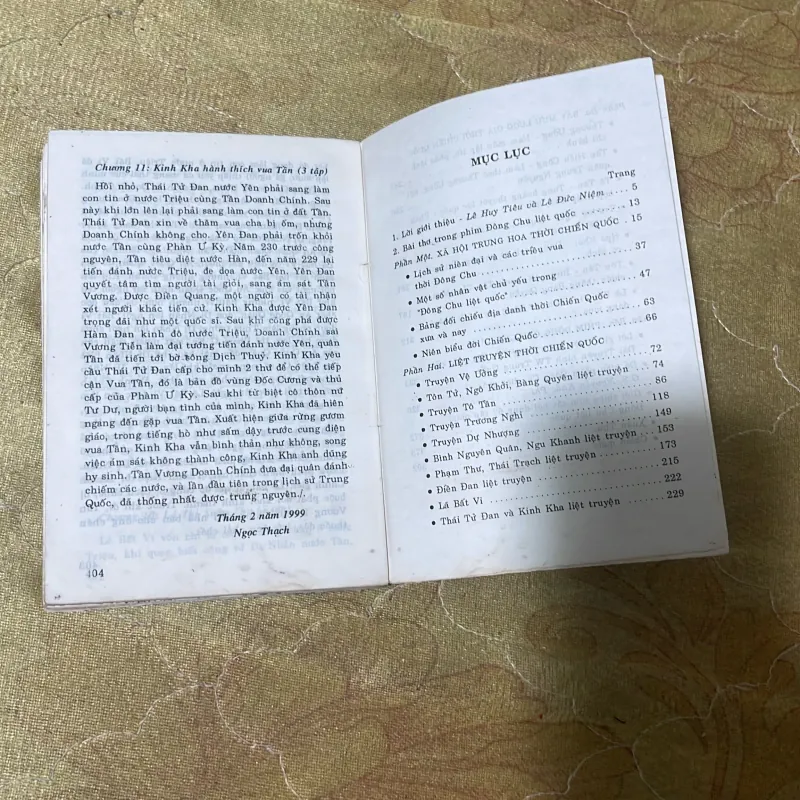 Chương 11: Kinh Kha hành thích vua Tần (3 tập)
Hồi nhỏ, Thái Tử Đan nước Yên phải sang làm
con tin ở nước Triệu cùng Tần Doanh Chính. Sau
này khi lớn lên lại phải sang làm con tin ở đất Tần.
Thái Tử Đan xin về thăm vua cha bị ốm, nhưng
Doanh Chính không cho. Yên Đan phải trốn khỏi
nước Tần cùng Phàn Ư Kỳ. Năm 230 trước công
nguyên, Tần tiêu diệt nước Hàn, đến năm 229 lại
tiến đánh nước Triệu, đe dọa nước Yên. Yên Đan
quyết tâm tìm người tài, giỏi, sang ám sát Tần
Vương. Được Điền Quang, một người có tài nhận
xét người khác tiến cử. Kinh Kha được Yên Đan
trọng đãi như một quốc sĩ. Sau khi công phá được
Hàm Đan kinh đô nước Triệu, Doanh Chính sai
Vương Tiễn làm đại tướng tiến đánh nước Yên, quân
Tần đã tiến tới bờ sông Dịch Thuỷ. Kinh Kha yêu
cầu Thái Tử Đan cấp cho mình 2 thứ để có thể tiếp
cận Vua Tần, đó là bản đồ vùng Đốc Cương và thủ
cấp của Phàm Ư Kỳ. Sau khi từ biệt cô thôn nữ
Tư Dư, người bạn tình của mình, Kinh Kha đã hiên
ngang đến gặp vua Tần. Xuất hiện giữa rừng gươm
giáo, trong tiếng hò như sấm dậy trước cung điện
vua Tần, Kinh Kha vẫn bình thản như không, song
việc ám sát không thành công, Kinh Kha anh dũng
hy sinh. Tần Vương Doanh Chính đưa đại quân đánh
chiếm các nước, và lần đầu tiên trong lịch sử Trung
Quốc, đã thống nhất được trung nguyên./.
Tháng 2 năm 1999
Ngọc Thạch
404
MỤC LỤC
Trang
1. Lời giới thiệu - Lê Huy Tiêu và Lê Đức Niệm .... 5
2. Bài thơ trong phim Đông Chu liệt quốc .......... 13
Phần Một. XÃ HỘI TRUNG HOA THỜI CHIẾN QUỐC . 15
• Lịch sử niên đại và các triều vua
thời Đông Chu .......................... 37
• Một số nhân vật chủ yếu trong
"Đông Chu liệt quốc" .................... 47
• Bảng đối chiếu địa danh thời Chiến Quốc
xưa và nay ............................ 63
• Niên biểu đời Chiến Quốc .................. 66
Phần Hai. LIỆT TRUYỆN THỜI CHIẾN QUỐC
• Truyện Vệ Uởng ........................ 72
• Tôn Tử, Ngô Khởi, Bàng Quyên liệt truyện ...... 74
• Truyện Tô Tần .......................... 86
• Truyện Trương Nghi ...................... 118
• Truyện Dự Nhượng ...................... 149
• Bình Nguyên Quân, Ngu Khanh liệt truyện ...... 153
• Phạm Thư, Thái Trạch liệt truyện ............ 173
• Điền Đan liệt truyện ...................... 215
• Lã Bất Vi .............................. 222
• Thái Tử Đan và Kinh Kha liệt truyện .......... 229